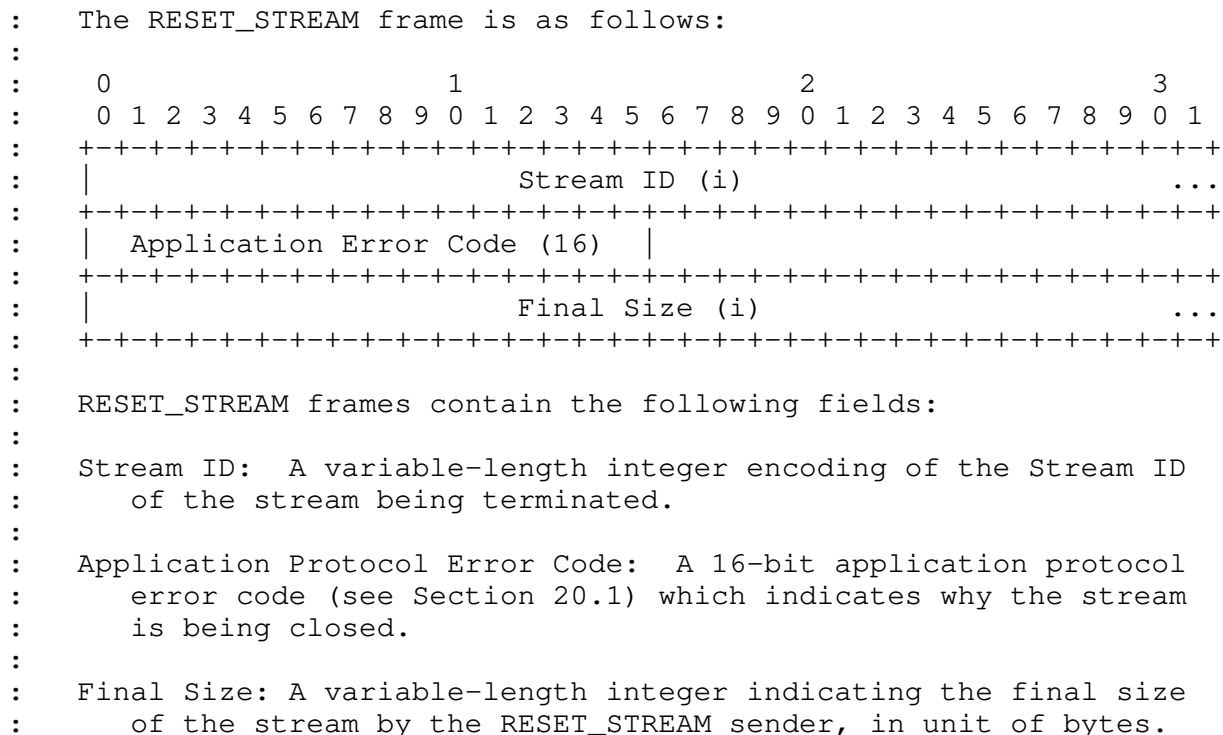 :    The RESET_STREAM frame is as follows:
:
:     0                   1                   2                   3
:     0 1 2 3 4 5 6 7 8 9 0 1 2 3 4 5 6 7 8 9 0 1 2 3 4 5 6 7 8 9 0 1
:    +-+-+-+-+-+-+-+-+-+-+-+-+-+-+-+-+-+-+-+-+-+-+-+-+-+-+-+-+-+-+-+-+
:    |                        Stream ID (i)                        ...
:    +-+-+-+-+-+-+-+-+-+-+-+-+-+-+-+-+-+-+-+-+-+-+-+-+-+-+-+-+-+-+-+-+
:    |  Application Error Code (16)  |
:    +-+-+-+-+-+-+-+-+-+-+-+-+-+-+-+-+-+-+-+-+-+-+-+-+-+-+-+-+-+-+-+-+
:    |                        Final Size (i)                       ...
:    +-+-+-+-+-+-+-+-+-+-+-+-+-+-+-+-+-+-+-+-+-+-+-+-+-+-+-+-+-+-+-+-+
:
:    RESET_STREAM frames contain the following fields:
:
:    Stream ID:  A variable-length integer encoding of the Stream ID
:       of the stream being terminated.
:
:    Application Protocol Error Code:  A 16-bit application protocol
:       error code (see Section 20.1) which indicates why the stream
:       is being closed.
:
:    Final Size: A variable-length integer indicating the final size
:       of the stream by the RESET_STREAM sender, in unit of bytes.